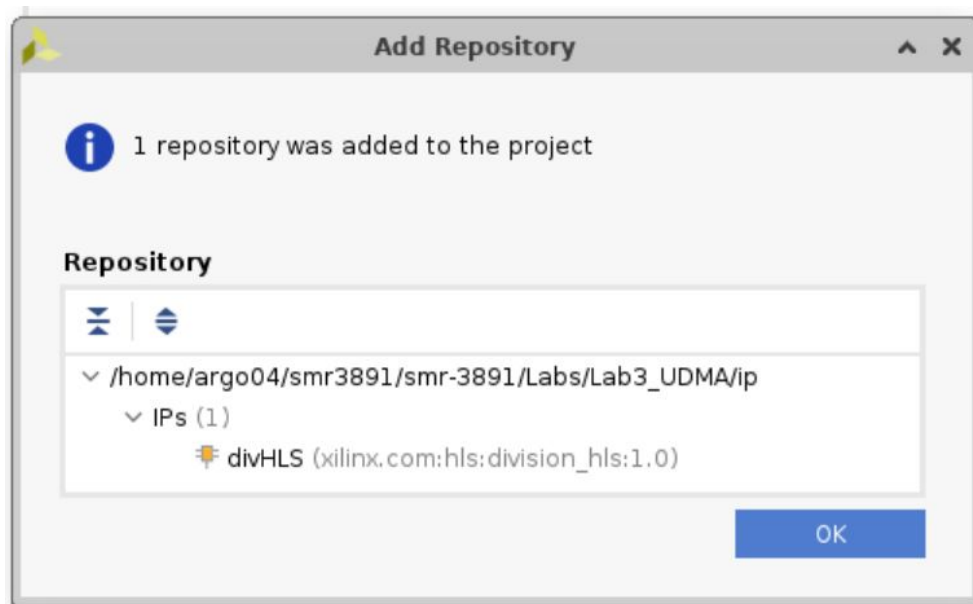 Add Repository
1 repository was added to the project
Repository
/home/argo04/smr3891/smr-3891/Labs/Lab3_UDMA/ip
IPs (1)
divHLS (xilinx.com:hls:division_hls:1.0)
OK